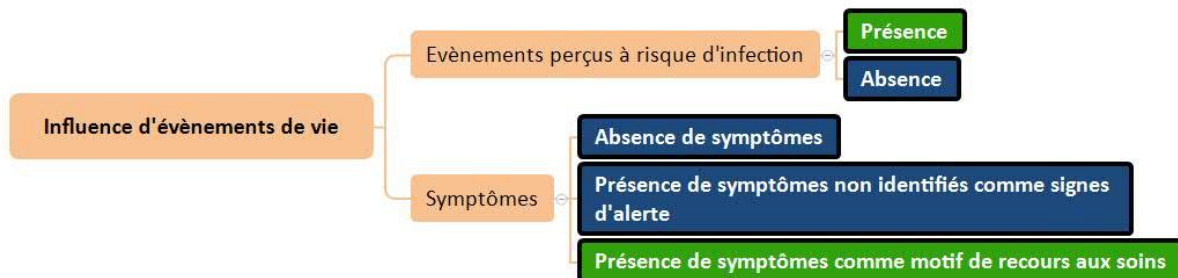 Influence d'évènements de vie
Evènements perçus à risque d'infection
Présence
Absence
Symptômes
Absence de symptômes
Présence de symptômes non identifiés comme signes
d'alerte
Présence de symptômes comme motif de recours aux soins